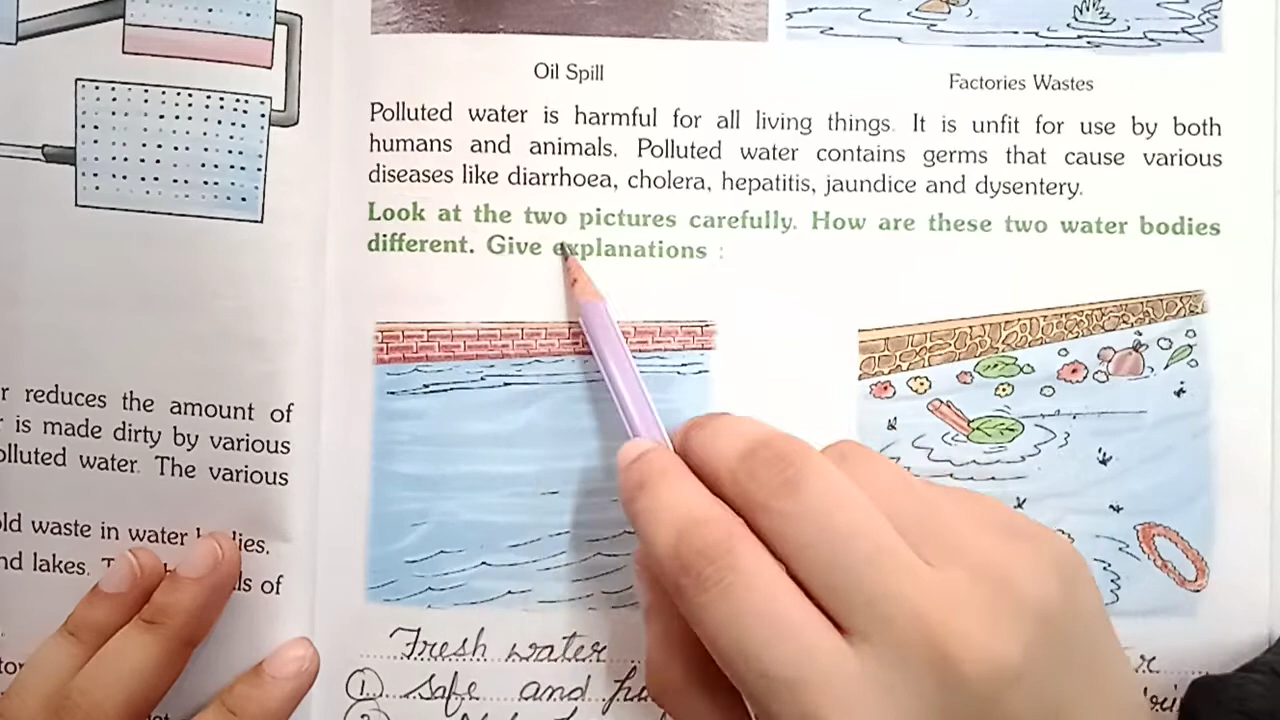 r reduces the amount of
is made dirty by various
olluted water. The various
old waste in water
nd lakes.
of
Oil Spill
Factories Wastes
Polluted water is harmful for all living things. It is unfit for use by both
humans and animals. Polluted water contains germs that cause various
diseases like diarrhoea, cholera, hepatitis, jaundice and dysentery.
Look at the two pictures carefully. How are these two water bodies
different. Give explanations :
Fresh water
1. Safe and